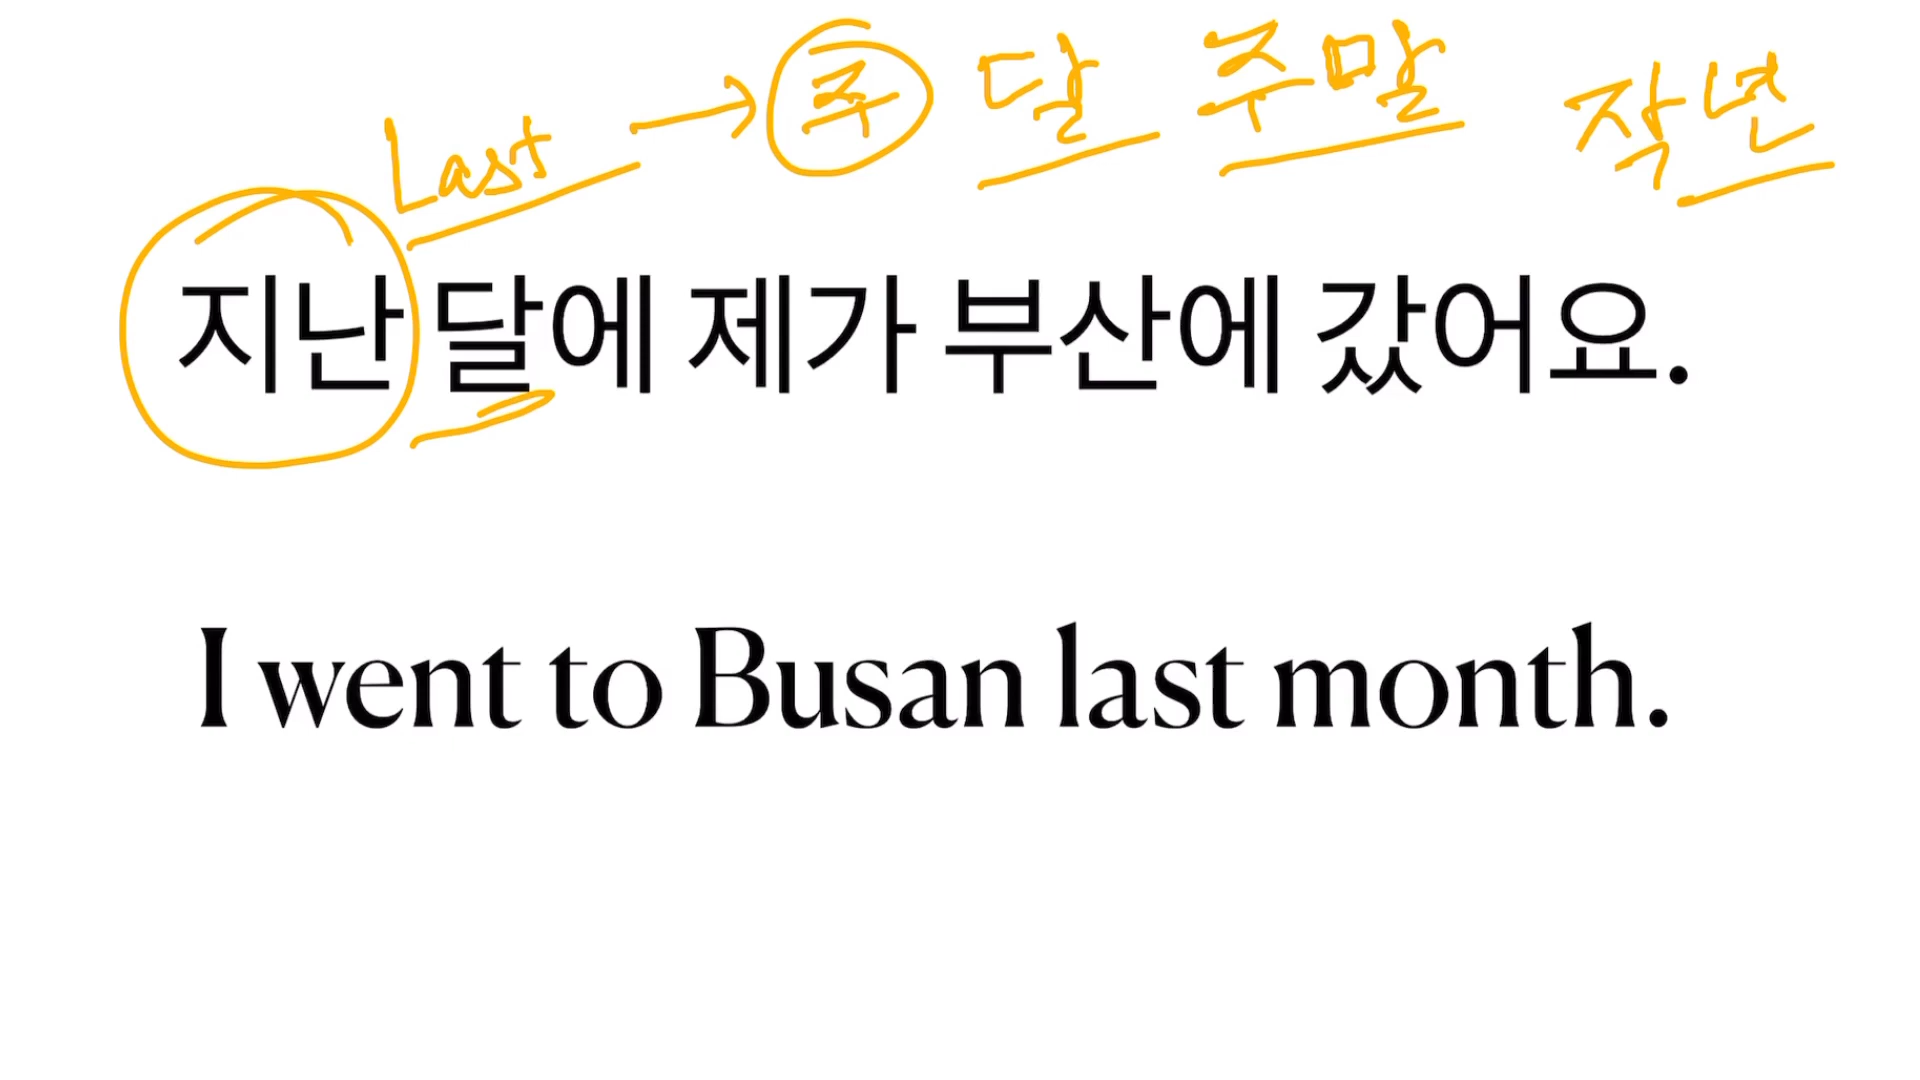 Last → 주 달 주말 작년
지난 달에 제가 부산에 갔어요.
I went to Busan last month.